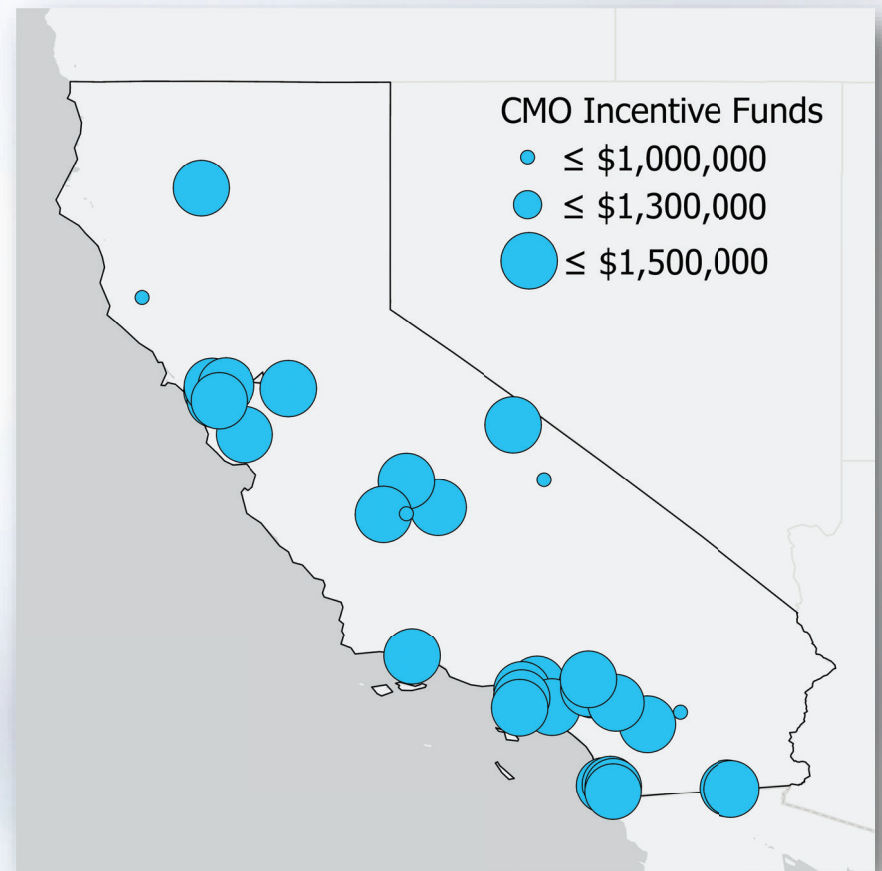 CMO Incentive Funds
≤ $1,000,000
≤ $1,300,000
≤ $1,500,000